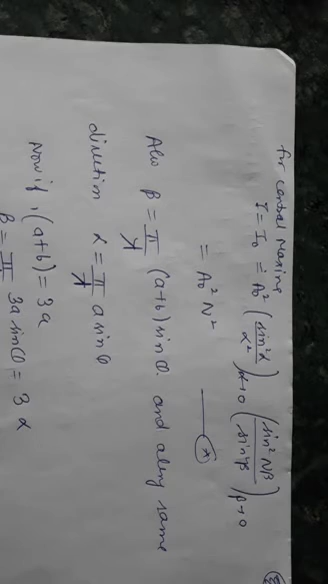 for central maxima
I = I₀ = A₀² (sin²α / α²) α→0 (sin² Nβ / sin²β) β→0
= A₀² N² ——— (*)
Also β = π/λ (a+b) sin θ. and along same
direction α = π/λ a sin θ
Now if, (a+b) = 3a
β = π 3a sin θ = 3 α